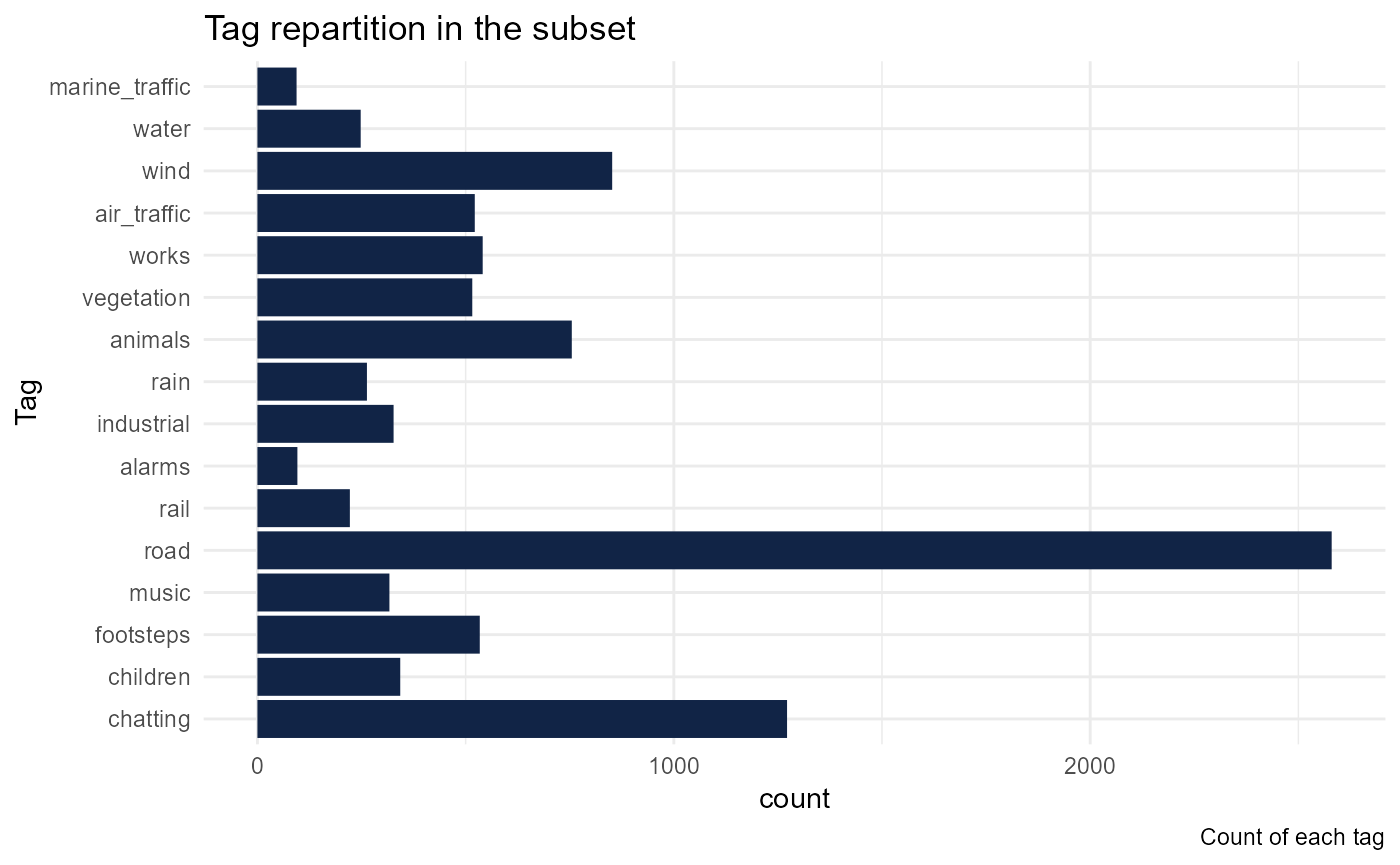 Tag repartition in the subset
marine_traffic
water
wind
air_traffic
works
vegetation
animals
rain
industrial
alarms
rail
road
music
footsteps
children
chatting
Tag
0 1000 2000
count
Count of each tag